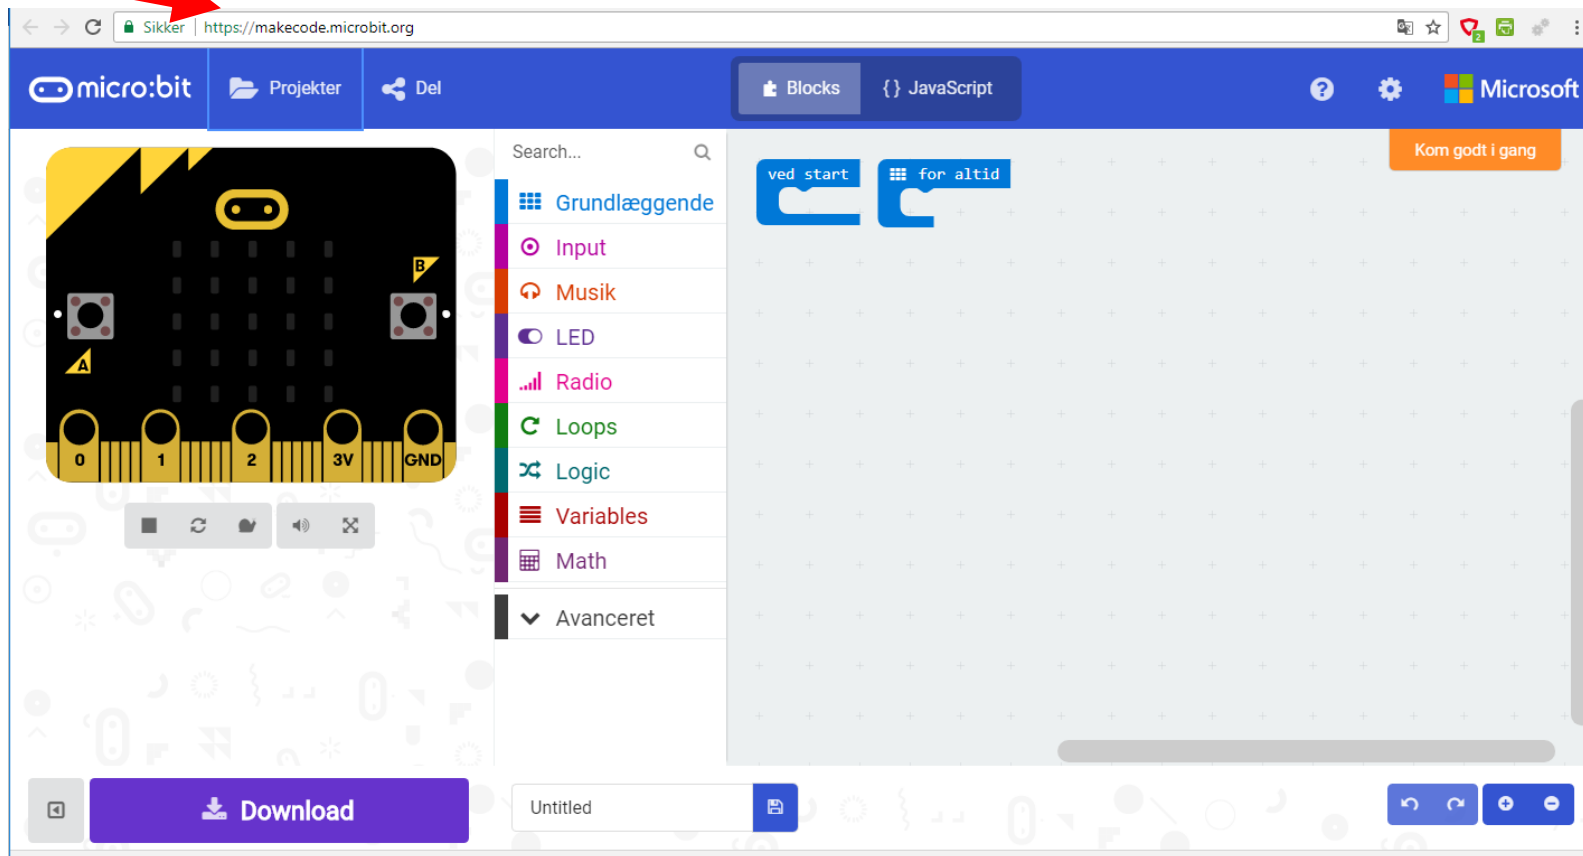 Sikker | https://makecode.microbit.org
2
micro:bit Projekter Del Blocks {} JavaScript ? Microsoft
Kom godt i gang
Search...
ved start for altid
Grundlæggende
Input
Musik
LED
Radio
Loops
Logic
Variables
Math
Avanceret
B
A
0 1 2 3V GND
Download
Untitled